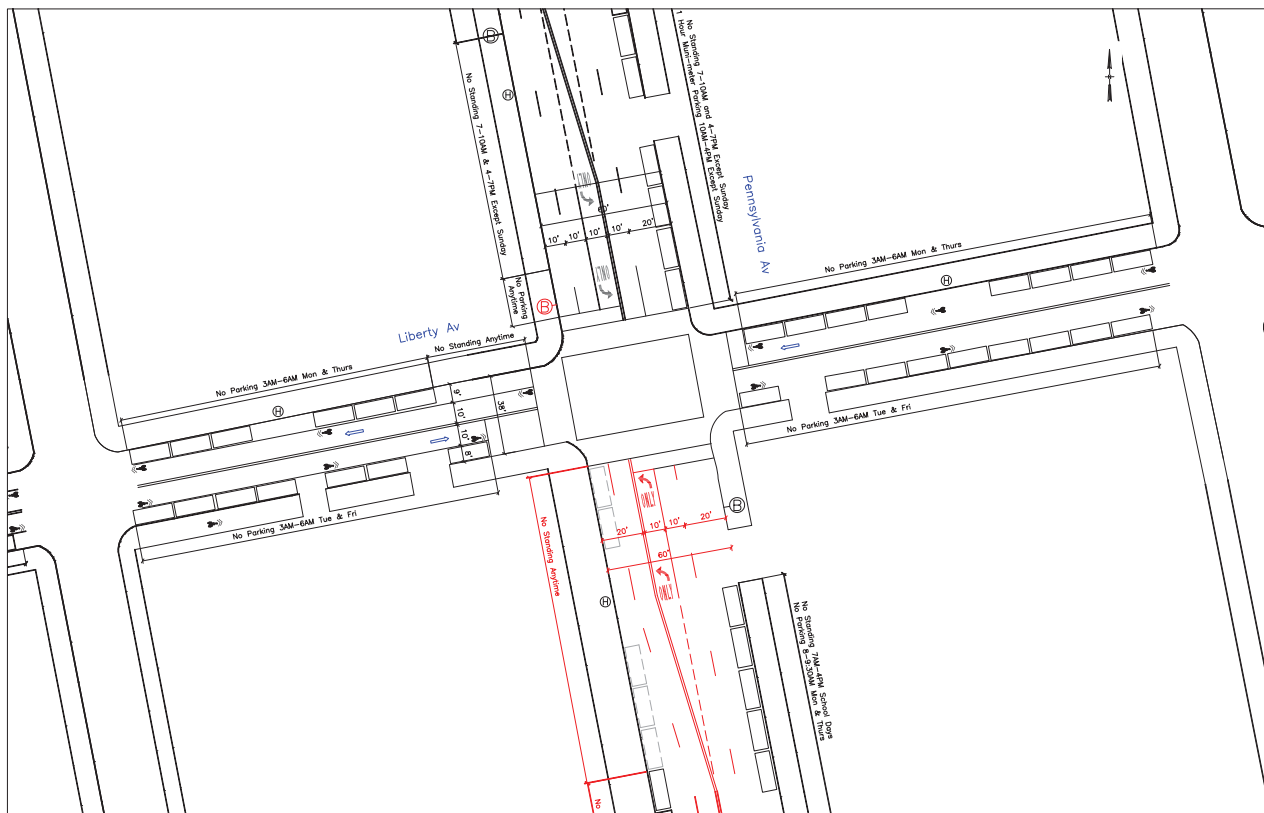 B
No Standing 7-10AM & 4-7PM Except Sunday
H
No Standing 7-10AM and 4-7PM Except Sunday
1 Hour Muni-meter Parking 10AM-4PM Except Sunday
Pennsylvania Av
ONLY
10'
10'
10'
10'
20'
ONLY
No Parking
Anytime
B
No Parking 3AM-6AM Mon & Thurs
H
Liberty Av
No Standing Anytime
No Parking 3AM-6AM Mon & Thurs
H
9'
10'
38'
10'
8'
No Parking 3AM-6AM Tue & Fri
No Parking 3AM-6AM Tue & Fri
ONLY
B
20'
10'
10'
20'
60'
No Standing Anytime
ONLY
H
No Standing 7AM-4PM School Days
No Parking 8-9:30AM Mon & Thurs
No